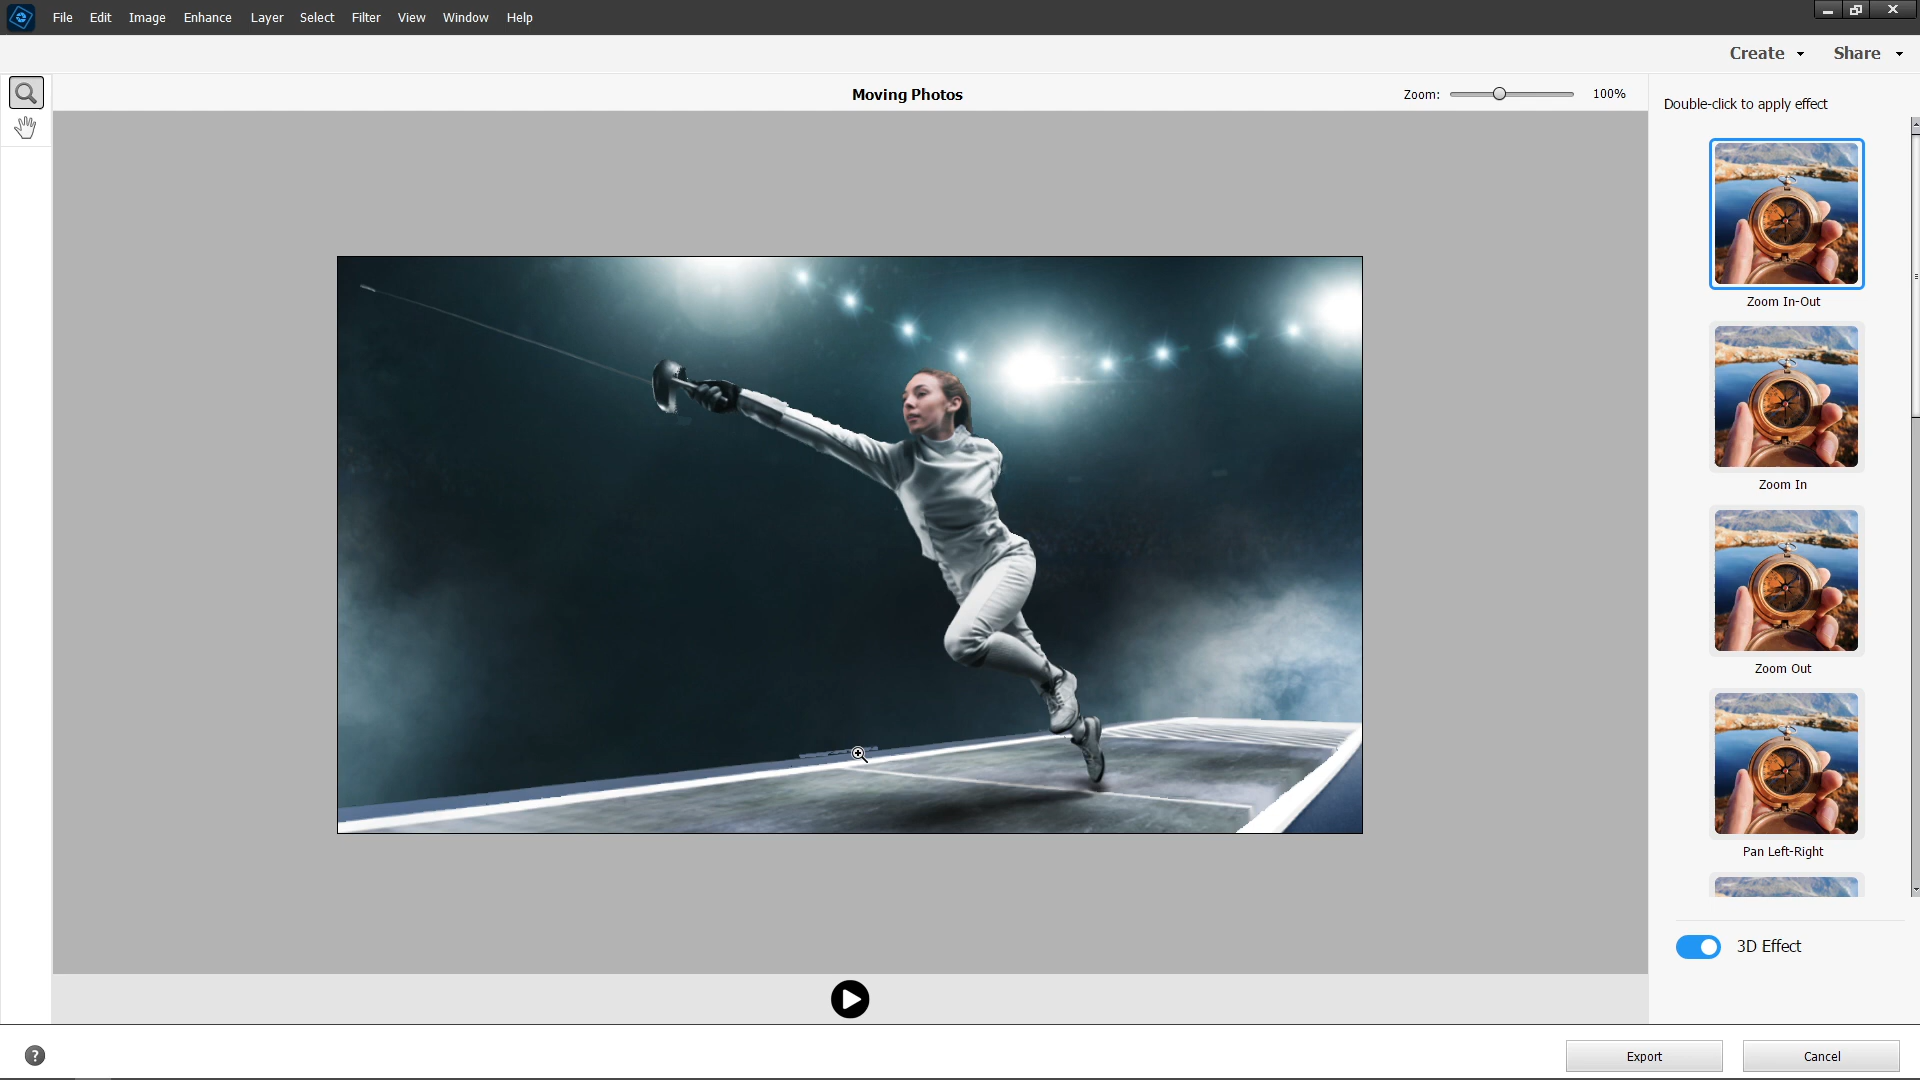 File Edit Image Enhance Layer Select Filter View Window Help
Create Share
Moving Photos
Zoom: 100%
Double-click to apply effect
Zoom In-Out
Zoom In
Zoom Out
Pan Left-Right
3D Effect
?
Export Cancel